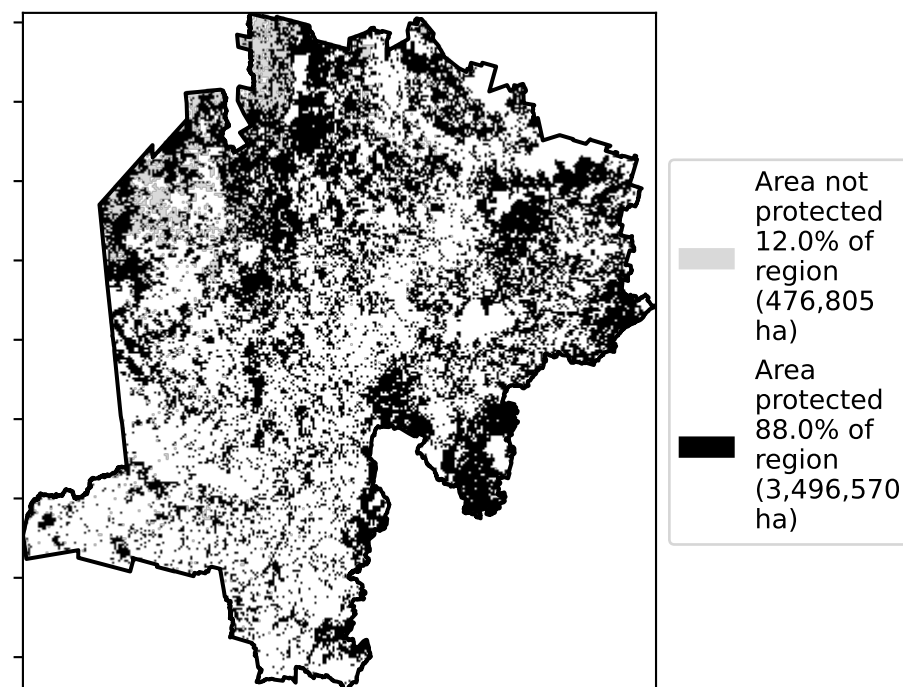 Area not
protected
12.0% of
region
(476,805
ha)
Area
protected
88.0% of
region
(3,496,570
ha)